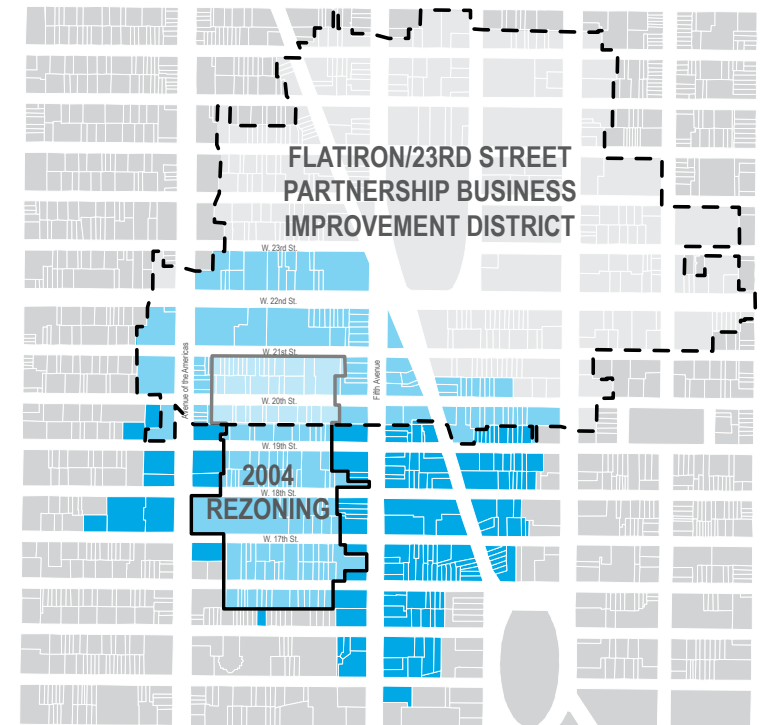 FLATIRON/23RD STREET
PARTNERSHIP BUSINESS
IMPROVEMENT DISTRICT
W. 23rd St.
W. 22nd St.
W. 21st St.
Avenue of the Americas
Fifth Avenue
W. 20th St.
W. 19th St.
2004
W. 18th St.
REZONING
W. 17th St.